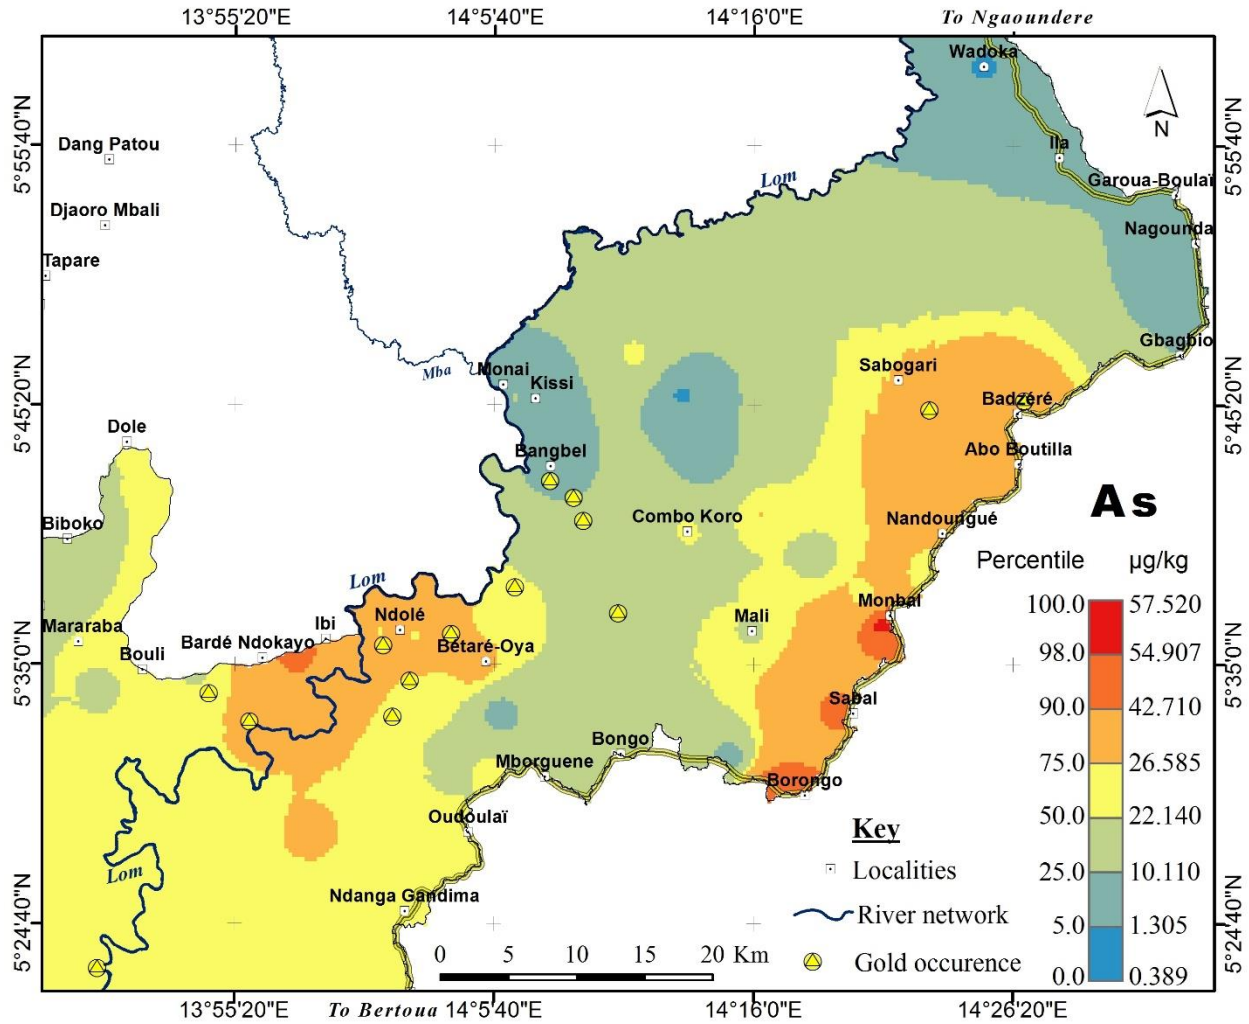 13°55'20"E
14°5'40"E
14°16'0"E
To Ngaoundere
Wadoka
N
5°55'40"N
Dang Patou
Ila
5°55'40"N
Lom
Garoua-Boulaï
Djaoro Mbali
Nagounda
Tapare
Gbagbio
Mba
Monai
Kissi
Sabogari
5°45'20"N
Badzéré
5°45'20"N
Dole
Bangbel
Abo Boutilla
As
Biboko
Combo Koro
Nandoungué
Percentile
µg/kg
Lom
100.0
57.520
Mararaba
Ibi
Ndolé
Mali
Monbal
Bardé Ndokayo
Bétaré-Oya
Bouli
98.0
54.907
5°35'0"N
5°35'0"N
Sabal
90.0
42.710
Bongo
Mborguene
75.0
26.585
Borongo
Oudoulaï
50.0
22.140
Key
Lom
Localities
25.0
10.110
Ndanga Gandima
River network
5.0
1.305
5°24'40"N
5°24'40"N
0
5
10
15
20 Km
Gold occurence
0.0
0.389
13°55'20"E
To Bertoua
14°5'40"E
14°16'0"E
14°26'20"E